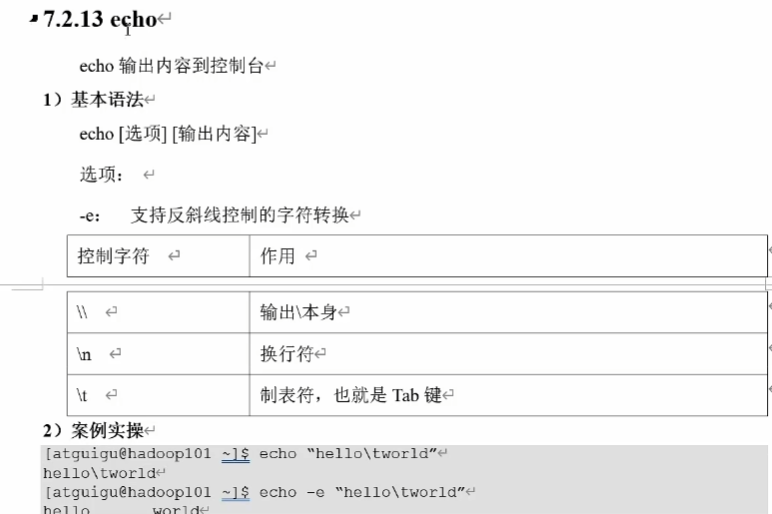 7.2.13 echo
echo 输出内容到控制台
1）基本语法
echo [选项] [输出内容]
选项：
-e： 支持反斜线控制的字符转换
控制字符 作用
\\ 输出\本身
\n 换行符
\t 制表符，也就是 Tab 键
2）案例实操
[atguigu@hadoop101 ~]$ echo “hello\tworld”
hello\tworld
[atguigu@hadoop101 ~]$ echo -e “hello\tworld”
hello world